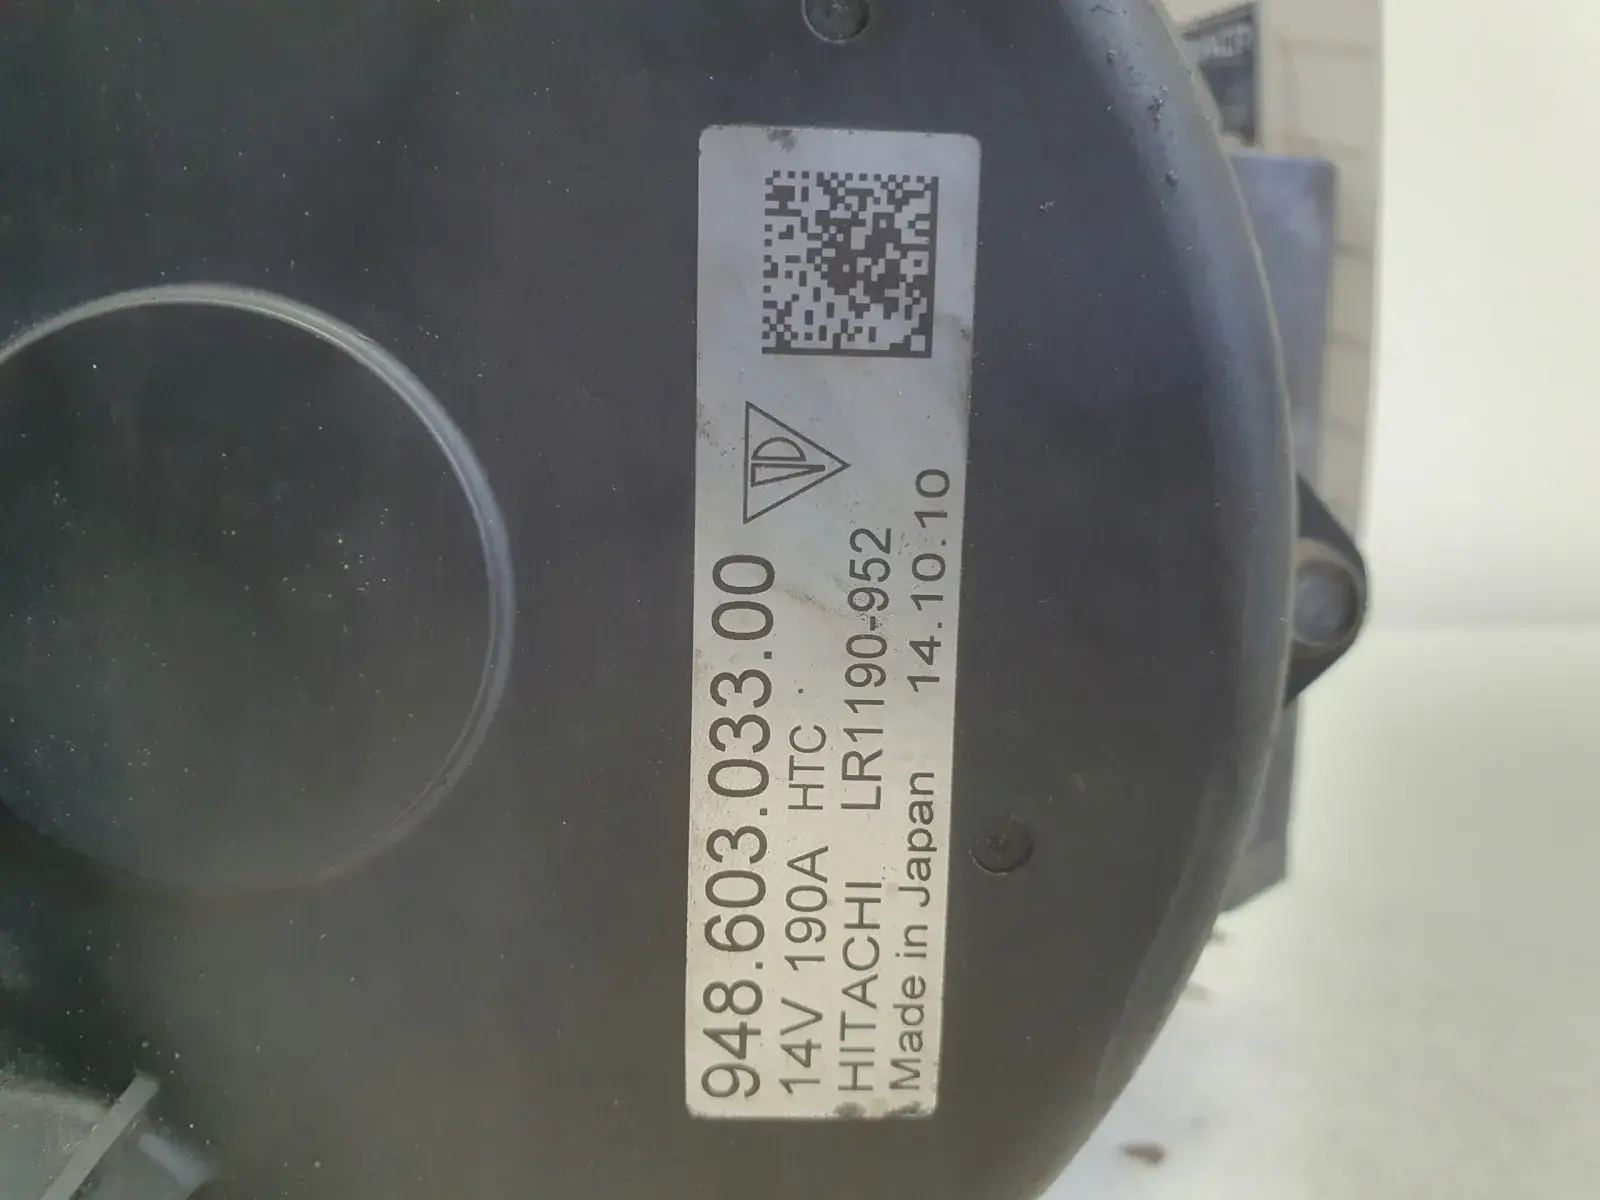 948.603.033.00
14V 190A HTC
HITACHI LR1190-952
Made in Japan 14.10.10